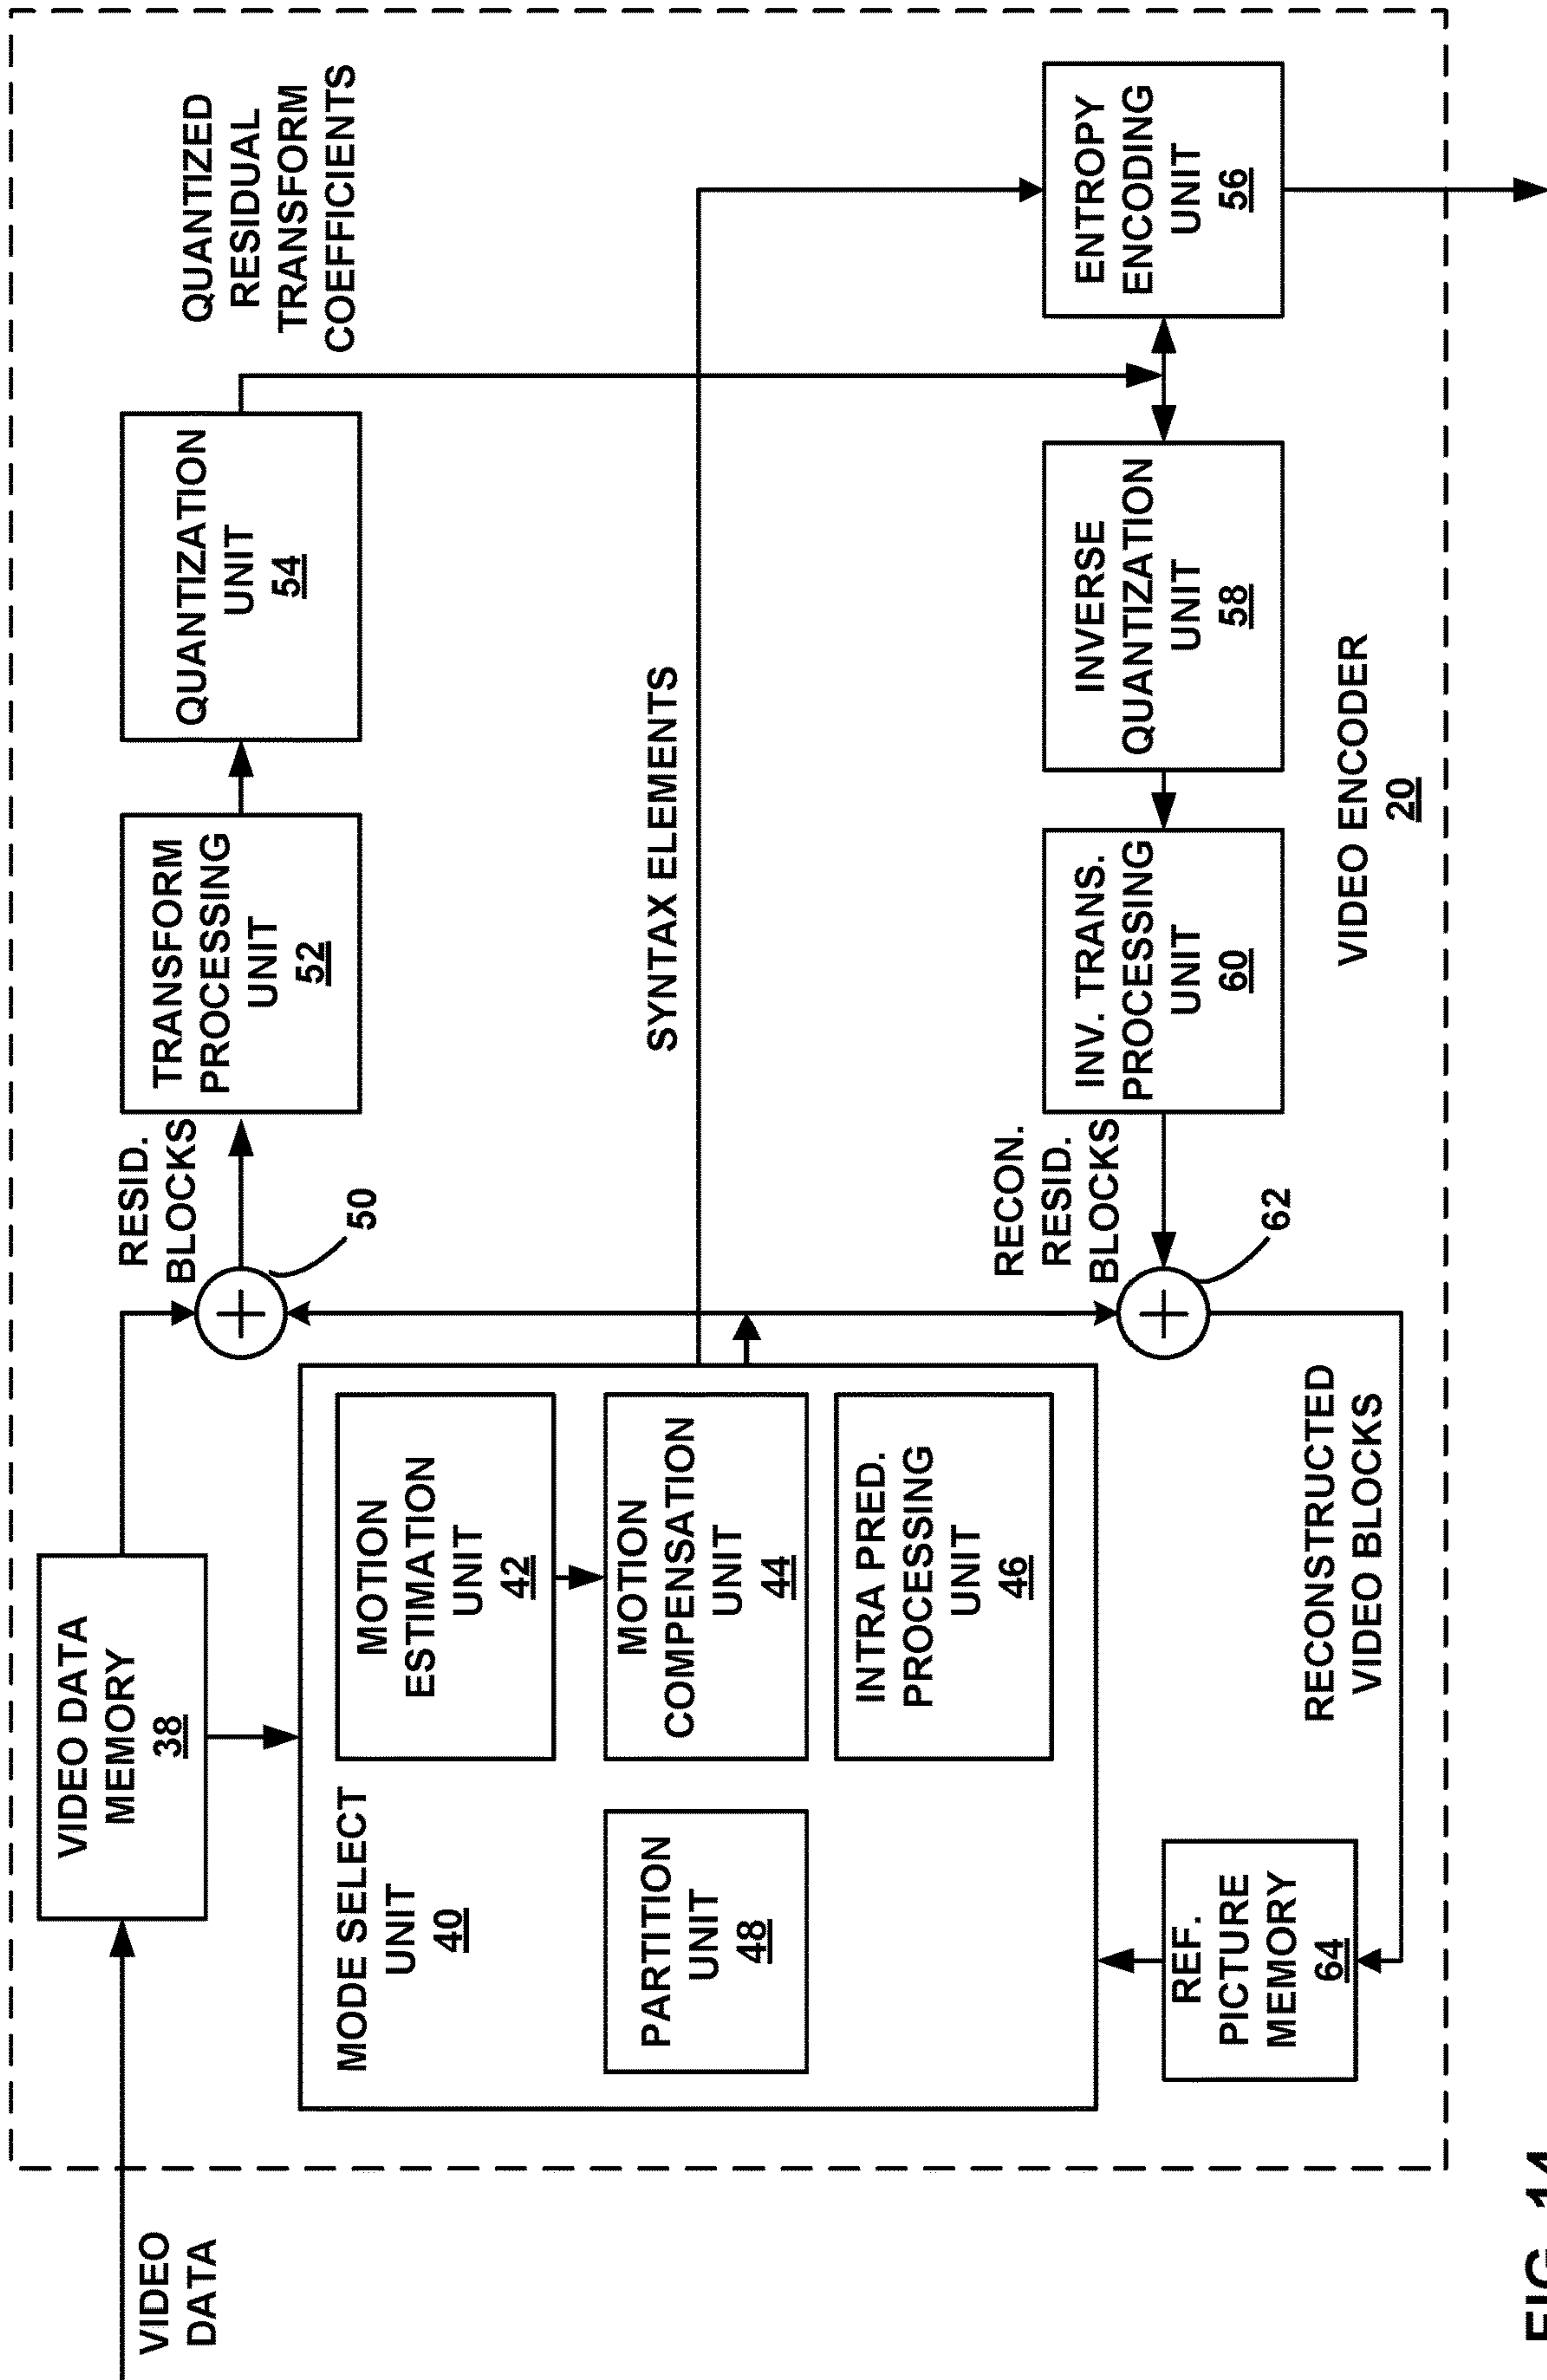 VIDEO
DATA
VIDEO DATA
MEMORY
38
MODE SELECT
UNIT
40
PARTITION
UNIT
48
MOTION
ESTIMATION
UNIT
42
MOTION
COMPENSATION
UNIT
44
INTRA PRED.
PROCESSING
UNIT
46
REF.
PICTURE
MEMORY
64
RECONSTRUCTED
VIDEO BLOCKS
50
RESID.
BLOCKS
TRANSFORM
PROCESSING
UNIT
52
QUANTIZATION
UNIT
54
QUANTIZED
RESIDUAL
TRANSFORM
COEFFICIENTS
SYNTAX ELEMENTS
62
RECON.
RESID.
BLOCKS
INV. TRANS.
PROCESSING
UNIT
60
INVERSE
QUANTIZATION
UNIT
58
ENTROPY
ENCODING
UNIT
56
VIDEO ENCODER
20